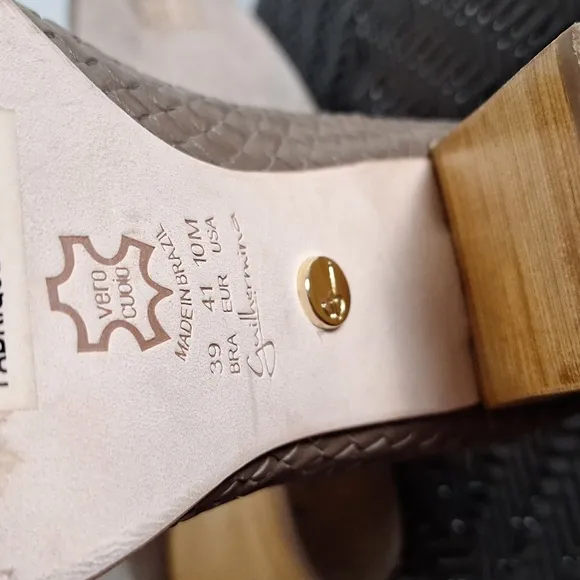 vero
cuoio
MADE IN BRAZIL
39 41 10M
BRA EUR USA
Guilhermina